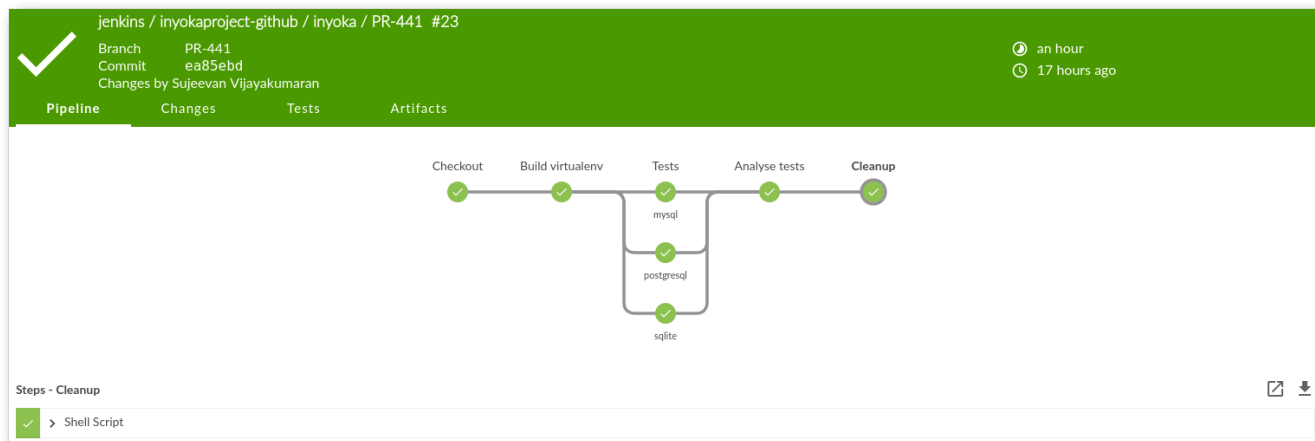 jenkins / inyokaproject-github / inyoka / PR-441 #23
Branch PR-441
Commit ea85ebd
Changes by Sujeevan Vijayakumaran
an hour
17 hours ago
Pipeline Changes Tests Artifacts
Checkout Build virtualenv Tests Analyse tests Cleanup
mysql
postgresql
sqlite
Steps - Cleanup
Shell Script